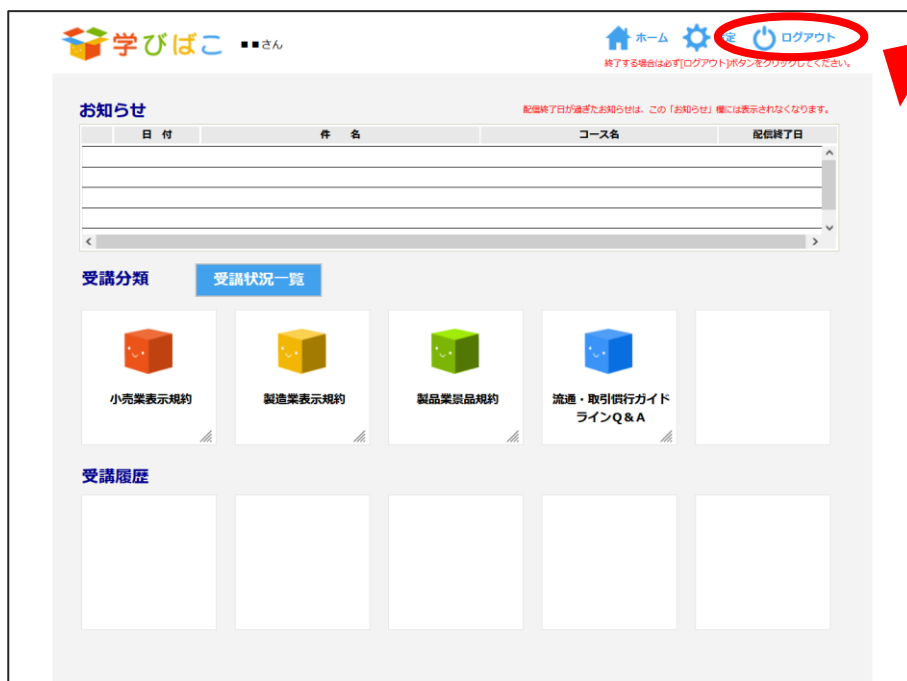 学びばこ ■■さん
ホーム 定 ログアウト
終了する場合は必ず[ログアウト]ボタンをクリックしてください。
お知らせ 配信終了日が過ぎたお知らせは、この「お知らせ」欄には表示されなくなります。
日 付 件 名 コース名 配信終了日
受講分類 受講状況一覧
小売業表示規約 製造業表示規約 製品業景品規約 流通・取引慣行ガイド
ラインQ&A
受講履歴